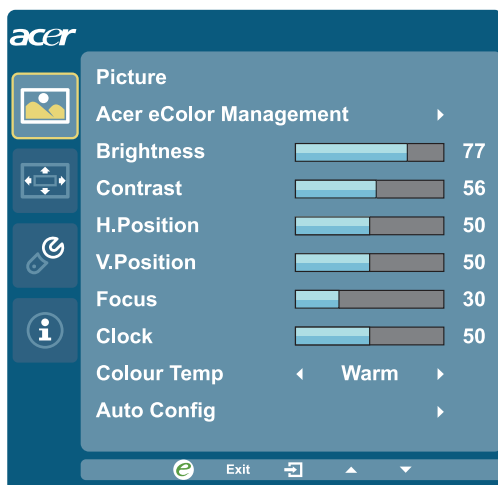 acer
Picture
Acer eColor Management
Brightness 77
Contrast 56
H.Position 50
V.Position 50
Focus 30
Clock 50
Colour Temp Warm
Auto Config
e Exit